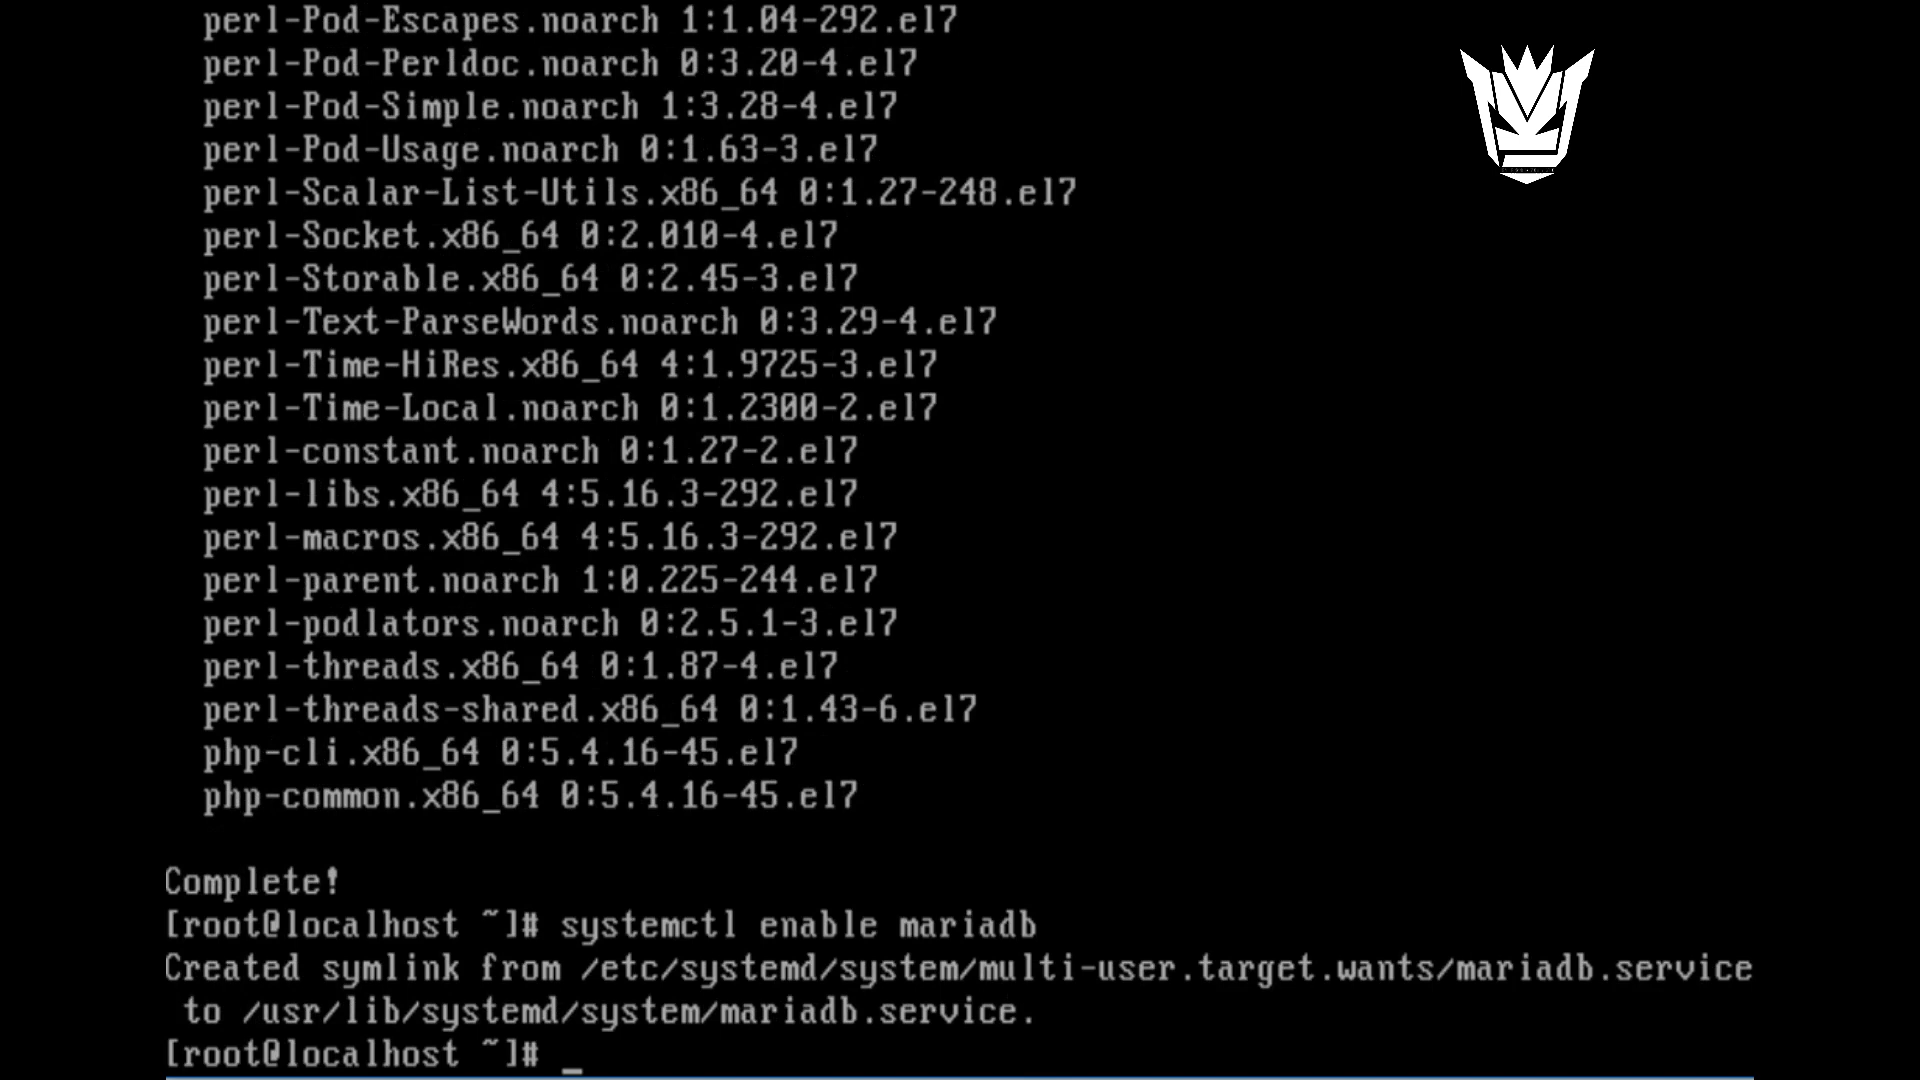 perl-Pod-Escapes.noarch 1:1.04-292.el7
perl-Pod-Perldoc.noarch 0:3.20-4.el7
perl-Pod-Simple.noarch 1:3.28-4.el7
perl-Pod-Usage.noarch 0:1.63-3.el7
perl-Scalar-List-Utils.x86_64 0:1.27-248.el7
perl-Socket.x86_64 0:2.010-4.el7
perl-Storable.x86_64 0:2.45-3.el7
perl-Text-ParseWords.noarch 0:3.29-4.el7
perl-Time-HiRes.x86_64 4:1.9725-3.el7
perl-Time-Local.noarch 0:1.2300-2.el7
perl-constant.noarch 0:1.27-2.el7
perl-libs.x86_64 4:5.16.3-292.el7
perl-macros.x86_64 4:5.16.3-292.el7
perl-parent.noarch 1:0.225-244.el7
perl-podlators.noarch 0:2.5.1-3.el7
perl-threads.x86_64 0:1.87-4.el7
perl-threads-shared.x86_64 0:1.43-6.el7
php-cli.x86_64 0:5.4.16-45.el7
php-common.x86_64 0:5.4.16-45.el7
Complete!
[root@localhost ~]# systemctl enable mariadb
Created symlink from /etc/systemd/system/multi-user.target.wants/mariadb.service
to /usr/lib/systemd/system/mariadb.service.
[root@localhost ~]# _